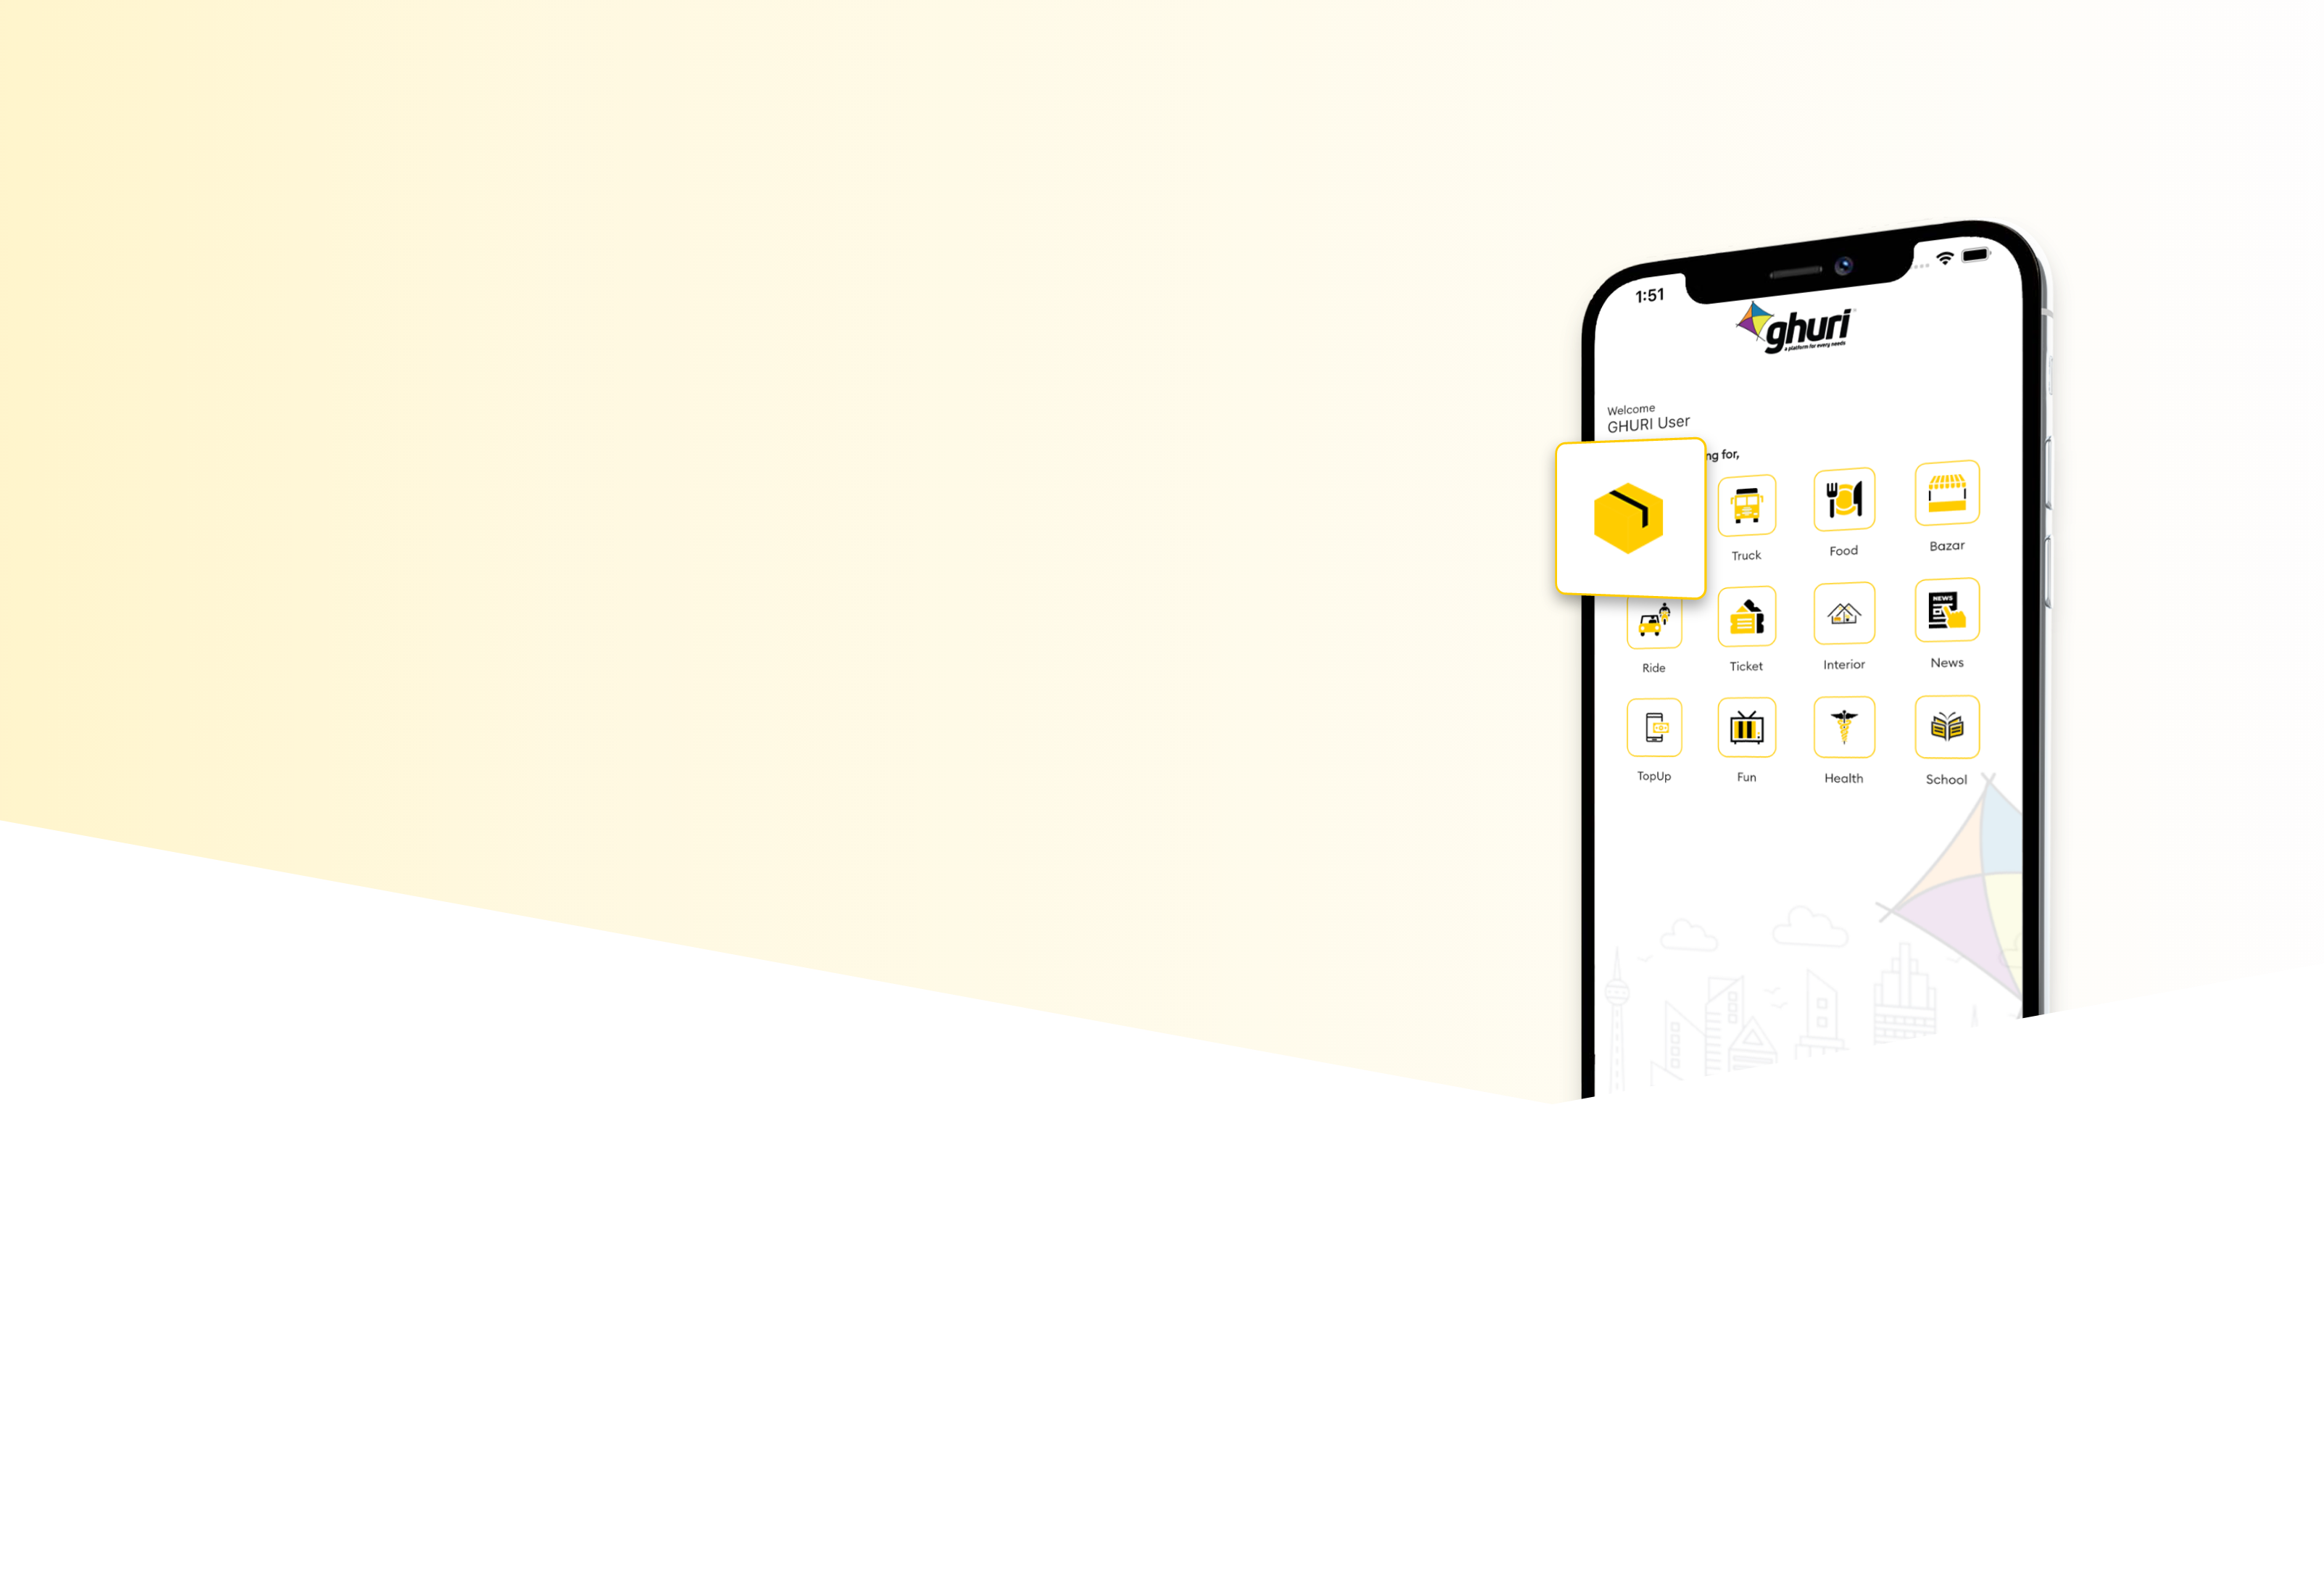 1:51
ghuri
a platform for every needs
Welcome
GHURI User
ng for,
Truck
Food
Bazar
NEWS
Ride
Ticket
Interior
News
TopUp
Fun
Health
School